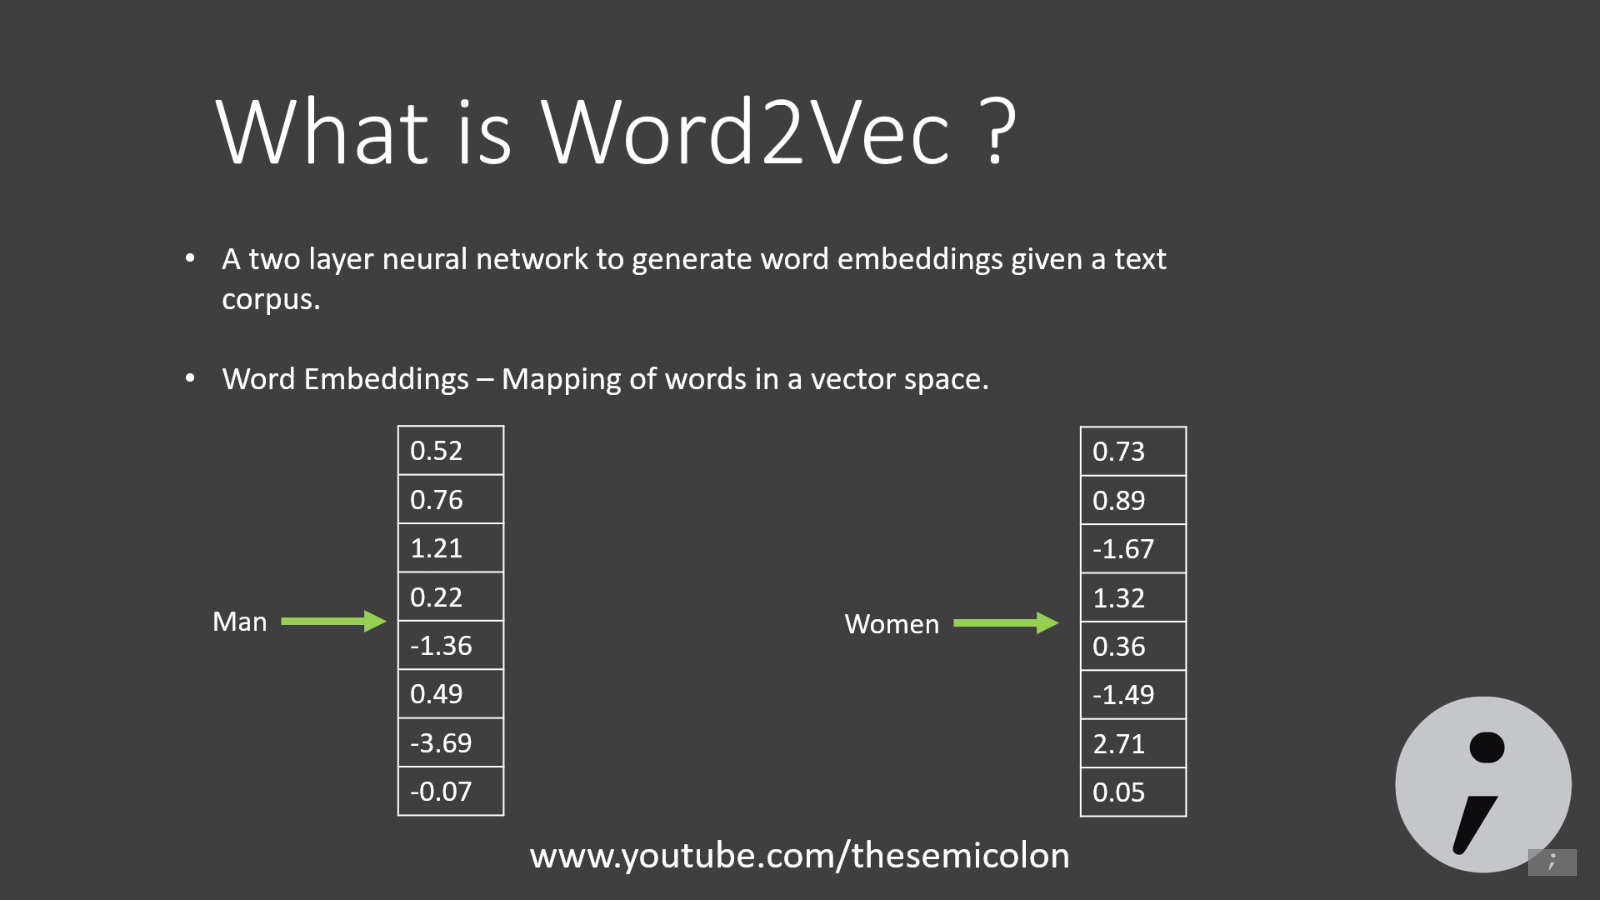 What is Word2Vec ?
• A two layer neural network to generate word embeddings given a text
corpus.
• Word Embeddings – Mapping of words in a vector space.
Man
0.52
0.76
1.21
0.22
-1.36
0.49
-3.69
-0.07
Women
0.73
0.89
-1.67
1.32
0.36
-1.49
2.71
0.05
www.youtube.com/thesemicolon
;
;